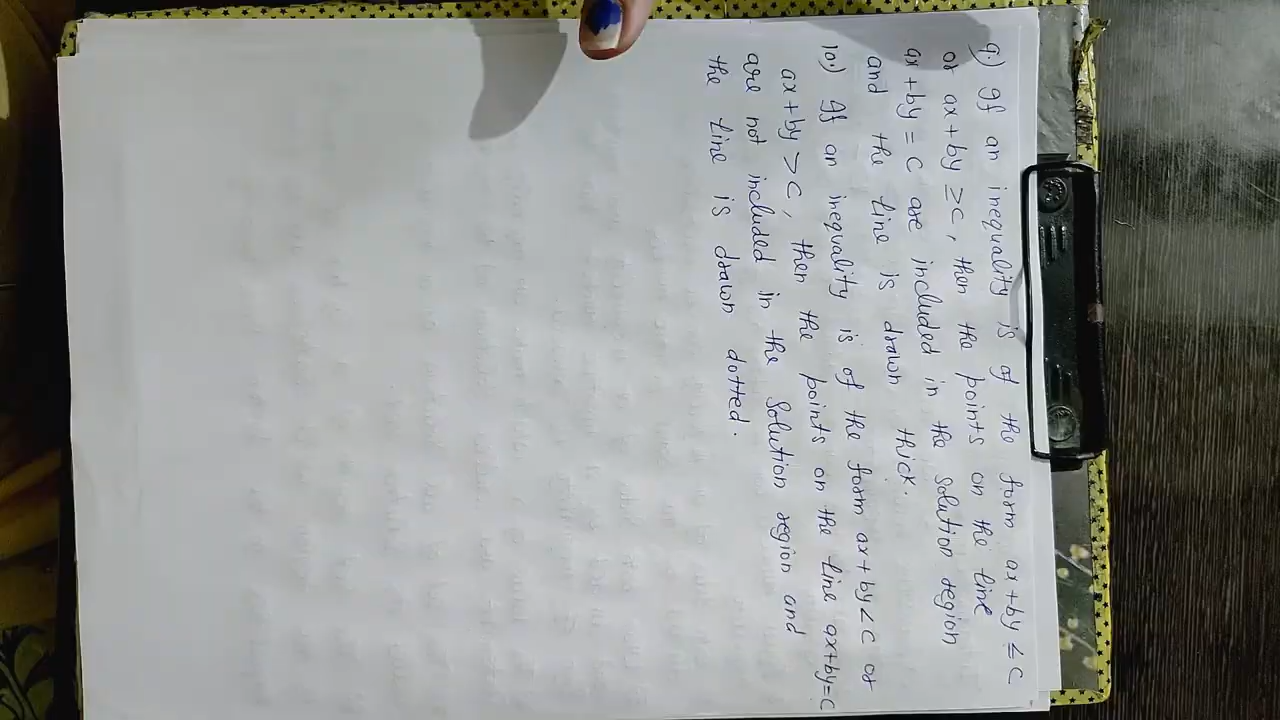 9.) If an inequality is of the form ax+by ≤ C
or ax+by ≥ C, then the points on the line
ax+by = C are included in the solution region
and the line is drawn thick.
10.) If an inequality is of the form ax+by < C or
ax+by > C, then the points on the line ax+by=C
are not included in the solution region and
the line is drawn dotted.